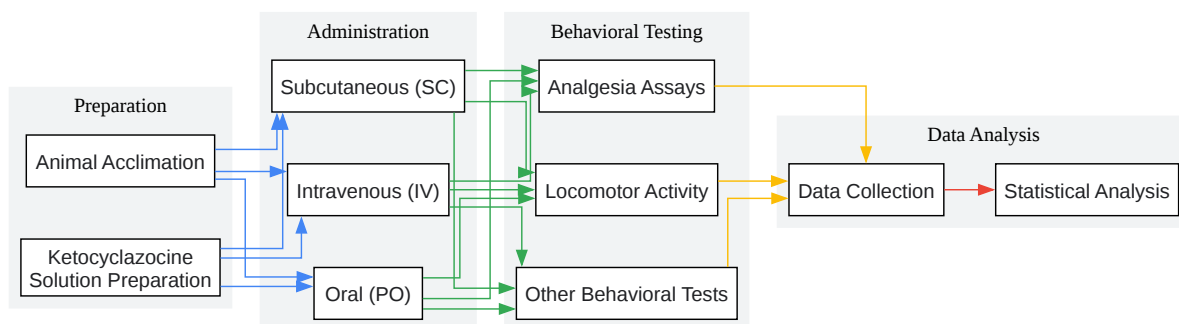 Preparation
Animal Acclimation
Ketocyclazocine
Solution Preparation
Administration
Subcutaneous (SC)
Intravenous (IV)
Oral (PO)
Behavioral Testing
Analgesia Assays
Locomotor Activity
Other Behavioral Tests
Data Analysis
Data Collection
Statistical Analysis